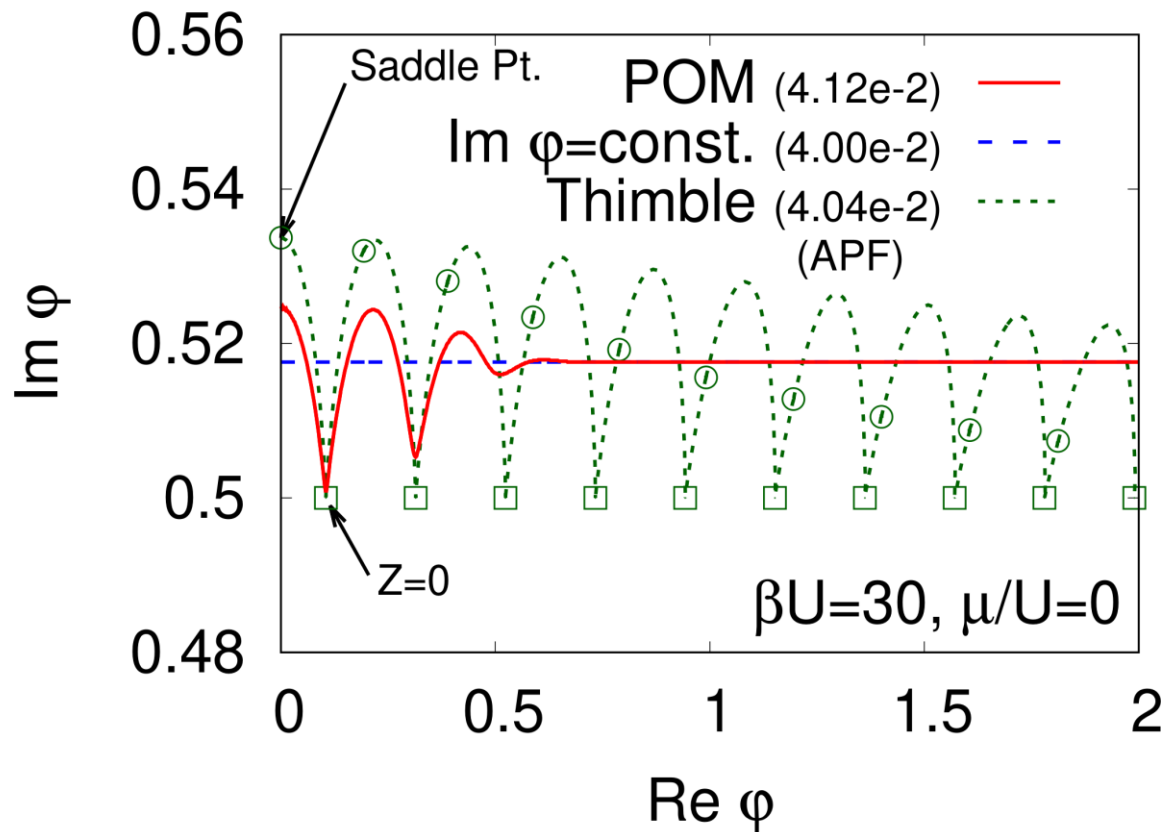 0.56
0.54
0.52
0.5
0.48
Im φ
Saddle Pt.
POM (4.12e-2)
Im φ=const. (4.00e-2)
Thimble (4.04e-2)
(APF)
Z=0
βU=30, μ/U=0
0 0.5 1 1.5 2
Re φ